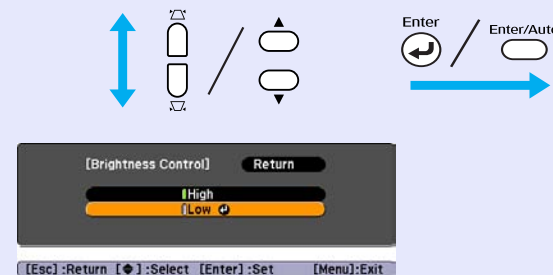 Enter
Enter/Auto
[Brightness Control] Return
High
Low
[Esc] :Return [◆] :Select [Enter] :Set [Menu]:Exit